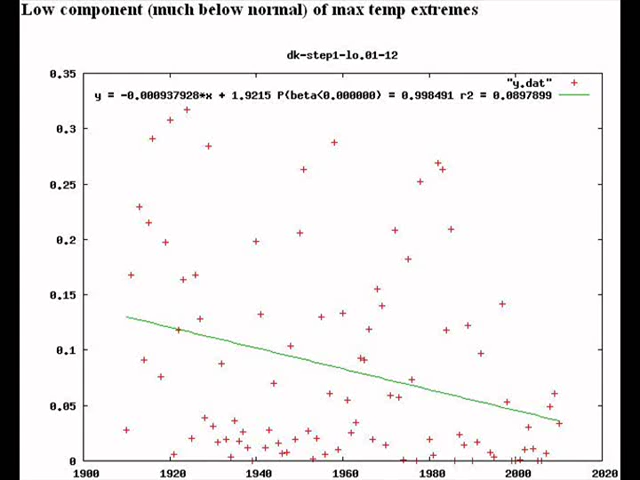 Low component (much below normal) of max temp extremes
dk-step1-lo.01-12
0.35
"y.dat"
y = -0.000937928*x + 1.9215 P(beta<0.000000) = 0.998491 r2 = 0.0897899
0.3
0.25
0.2
0.15
0.1
0.05
0
1900 1920 1940 1960 1980 2000 2020